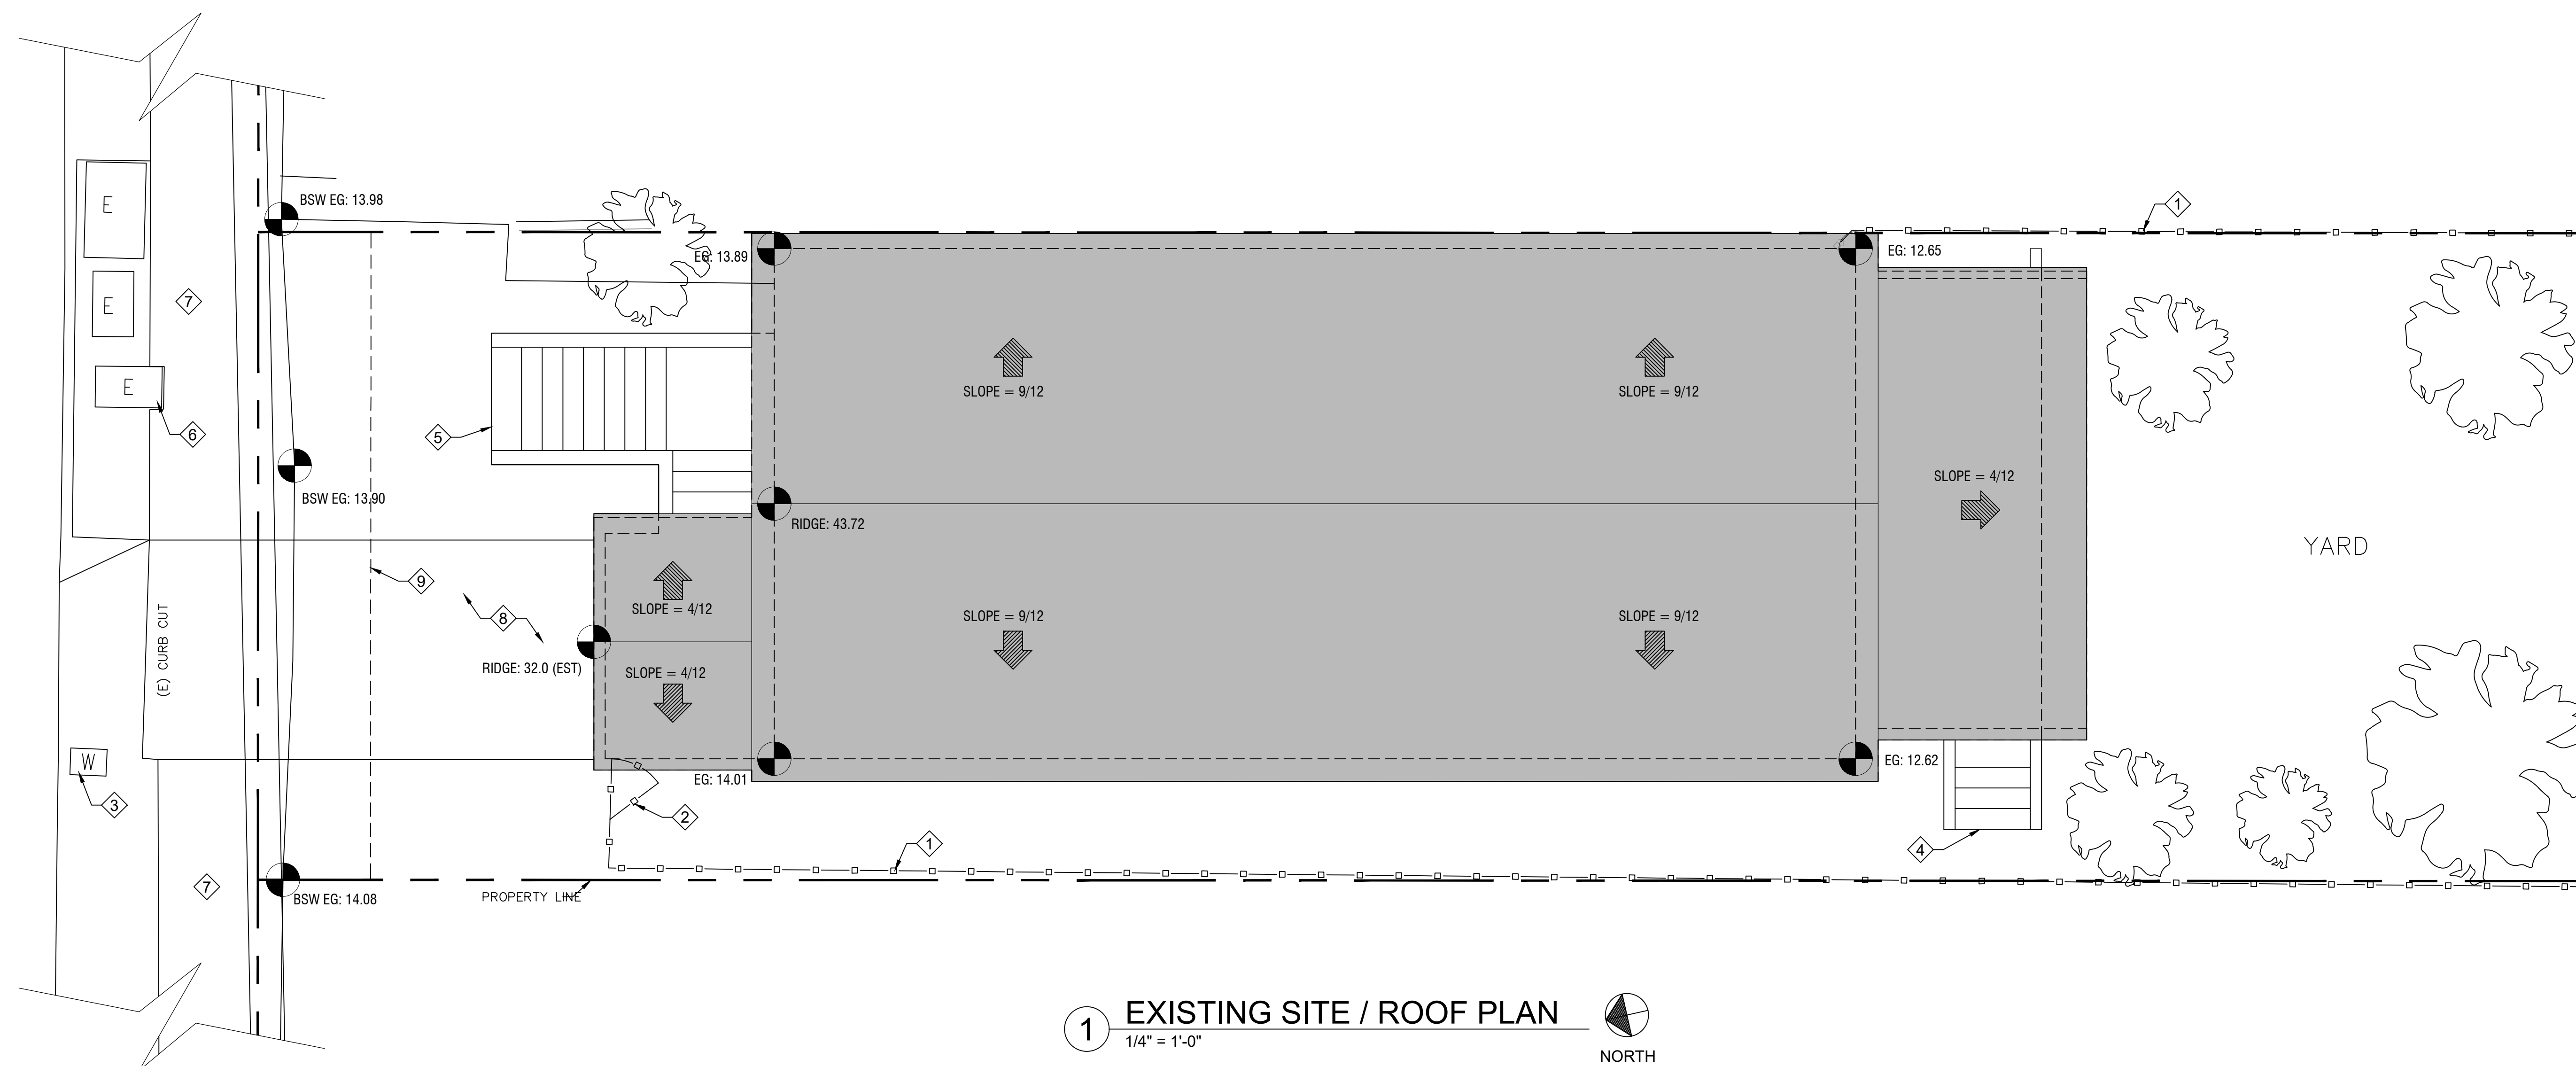 1
E
BSW EG: 13.98
EG: 13.89
EG: 12.65
E
7
SLOPE = 9/12
SLOPE = 9/12
E
6
5
SLOPE = 4/12
BSW EG: 13.90
RIDGE: 43.72
YARD
9
(E) CURB CUT
8
SLOPE = 4/12
SLOPE = 9/12
SLOPE = 9/12
RIDGE: 32.0 (EST)
SLOPE = 4/12
W
3
EG: 14.01
EG: 12.62
2
1
4
7
BSW EG: 14.08
PROPERTY LINE
1
EXISTING SITE / ROOF PLAN
1/4" = 1'-0"
NORTH